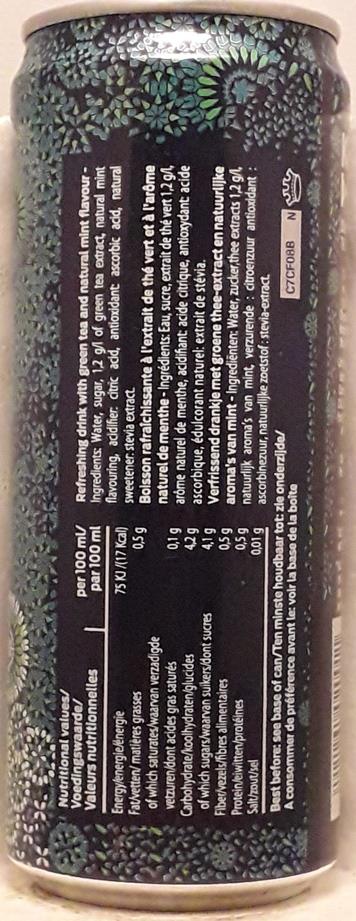 Nutritional values/
Voedingswaarde/
Valeurs nutritionnelles
per 100 ml/
par 100 ml
Energy/energie/énergie 75 KJ /(17 Kcal)
Fat/vetten/ matières grasses 0,5 g
of which saturates/waarvan verzadigde
vetzuren/dont acides gras saturés 0,1 g
Carbohydrate/koolhydraten/glucides 4,2 g
of which sugars/waarvan suikers/dont sucres 4,1 g
Fiber/vezels/fibres alimentaires 0,5 g
Protein/eiwitten/protéines 0,5 g
Salt/zout/sel 0,01 g
Best before: see base of can/Ten minste houdbaar tot: zie onderzijde/
A consommer de préférence avant le: voir la base de la boîte
Refreshing drink with green tea and natural mint flavour -
Ingredients: Water, sugar, 1,2 g/l of green tea extract, natural mint
flavouring, acidifier: citric acid, antioxidant: ascorbic acid, natural
sweetener: stevia extract.
Boisson rafraîchissante à l'extrait de thé vert et à l'arôme
naturel de menthe - Ingrédients: Eau, sucre, extrait de thé vert 1,2 g/l,
arôme naturel de menthe, acidifiant: acide citrique, antioxydant: acide
ascorbique, édulcorant naturel: extrait de stévia.
Verfrissend drankje met groene thee-extract en natuurlijke
aroma's van mint - Ingrediënten: Water, zucker, thee extracts 1,2 g/l,
natuurlijk aroma's van mint, verzurende : citroenzuur antioxidant :
ascorbinezuur, natuurlijke zoetstof : stevia-extract.
C7CF08B N